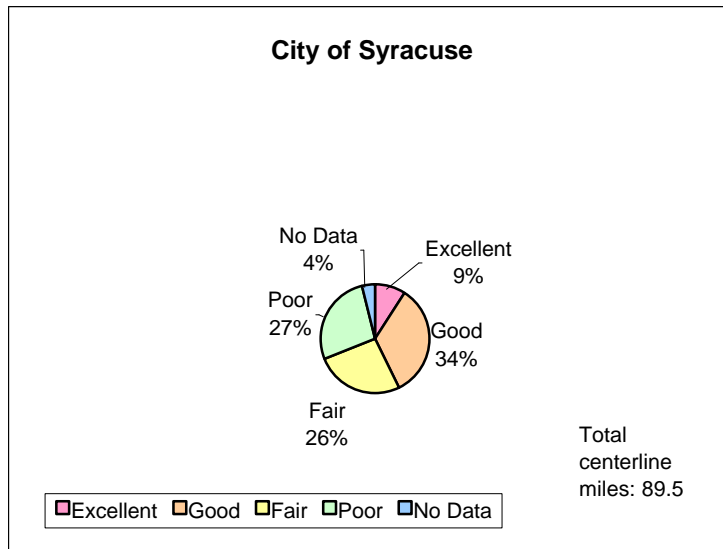 City of Syracuse
No Data
4%
Excellent
9%
Poor
27%
Good
34%
Fair
26%
Total
centerline
miles: 89.5
Excellent Good Fair Poor No Data